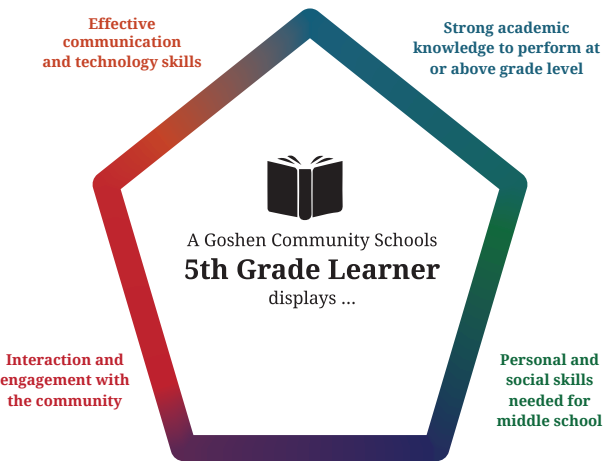 Effective
communication
and technology skills
Strong academic
knowledge to perform at
or above grade level
A Goshen Community Schools
5th Grade Learner
displays ...
Interaction and
engagement with
the community
Personal and
social skills
needed for
middle school